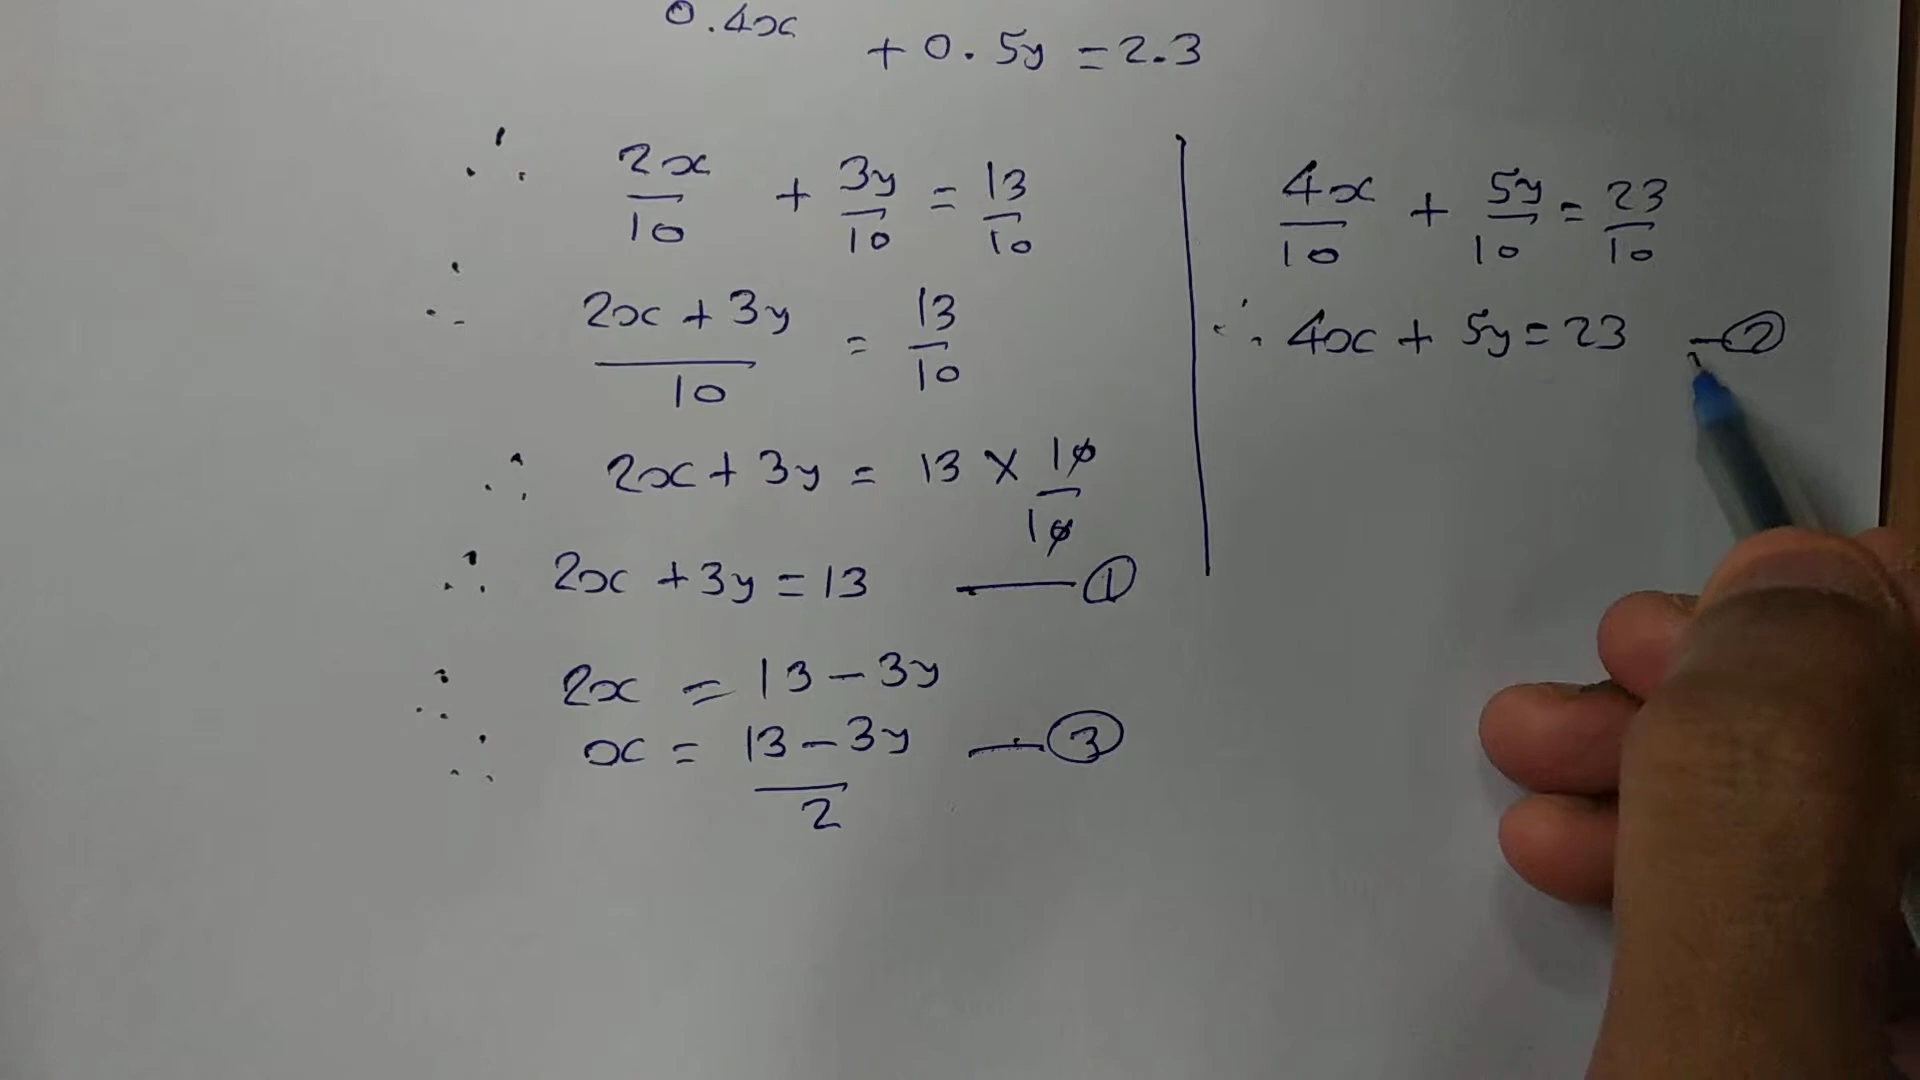 0.4x + 0.5y = 2.3
∴ 2x/10 + 3y/10 = 13/10
∴ (2x + 3y)/10 = 13/10
∴ 2x + 3y = 13 × 10/10
∴ 2x + 3y = 13 — ①
∴ 2x = 13 - 3y
∴ x = (13 - 3y)/2 — ③
4x/10 + 5y/10 = 23/10
∴ 4x + 5y = 23 — ②